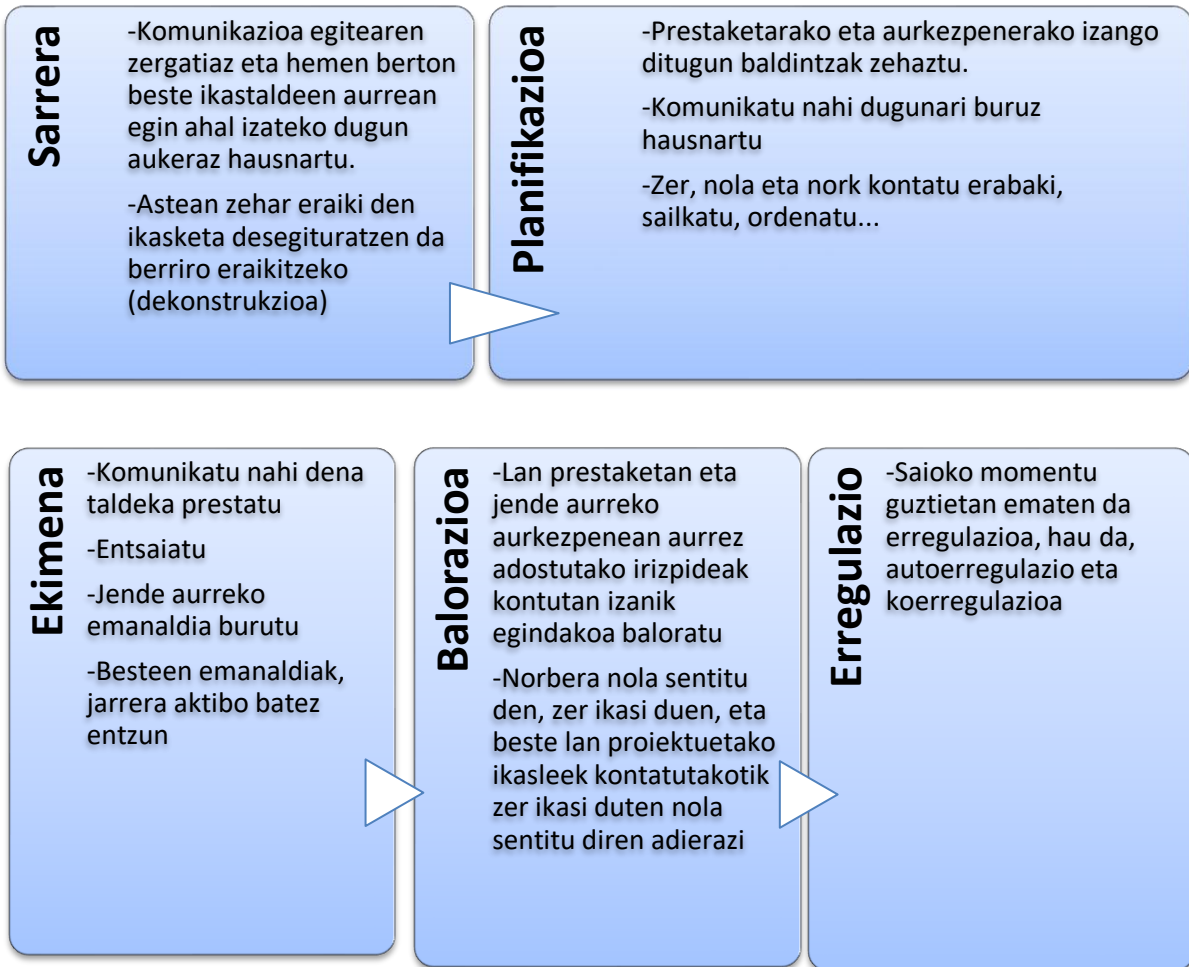 Sarrera
-Komunikazioa egitearen
zergatiaz eta hemen berton
beste ikastaldeen aurrean
egin ahal izateko dugun
aukeraz hausnartu.
-Astean zehar eraiki den
ikasketa desegituratzen da
berriro eraikitzeko
(dekonstrukzioa)
Planifikazioa
-Prestaketarako eta aurkezpenerako izango
ditugun baldintzak zehaztu.
-Komunikatu nahi dugunari buruz
hausnartu
-Zer, nola eta nork kontatu erabaki,
sailkatu, ordenatu...
Ekimena
-Komunikatu nahi dena
taldeka prestatu
-Entsaiatu
-Jende aurreko
emanaldia burutu
-Besteen emanaldiak,
jarrera aktibo batez
entzun
Balorazioa
-Lan prestaketan eta
jende aurreko
aurkezpenean aurrez
adostutako irizpideak
kontutan izanik
egindakoa baloratu
-Norbera nola sentitu
den, zer ikasi duen, eta
beste lan proiektuetako
ikasleek kontatutakotik
zer ikasi duten nola
sentitu diren adierazi
Erregulazio
-Saioko momentu
guztietan ematen da
erregulazioa, hau da,
autoerregulazio eta
koerregulazioa